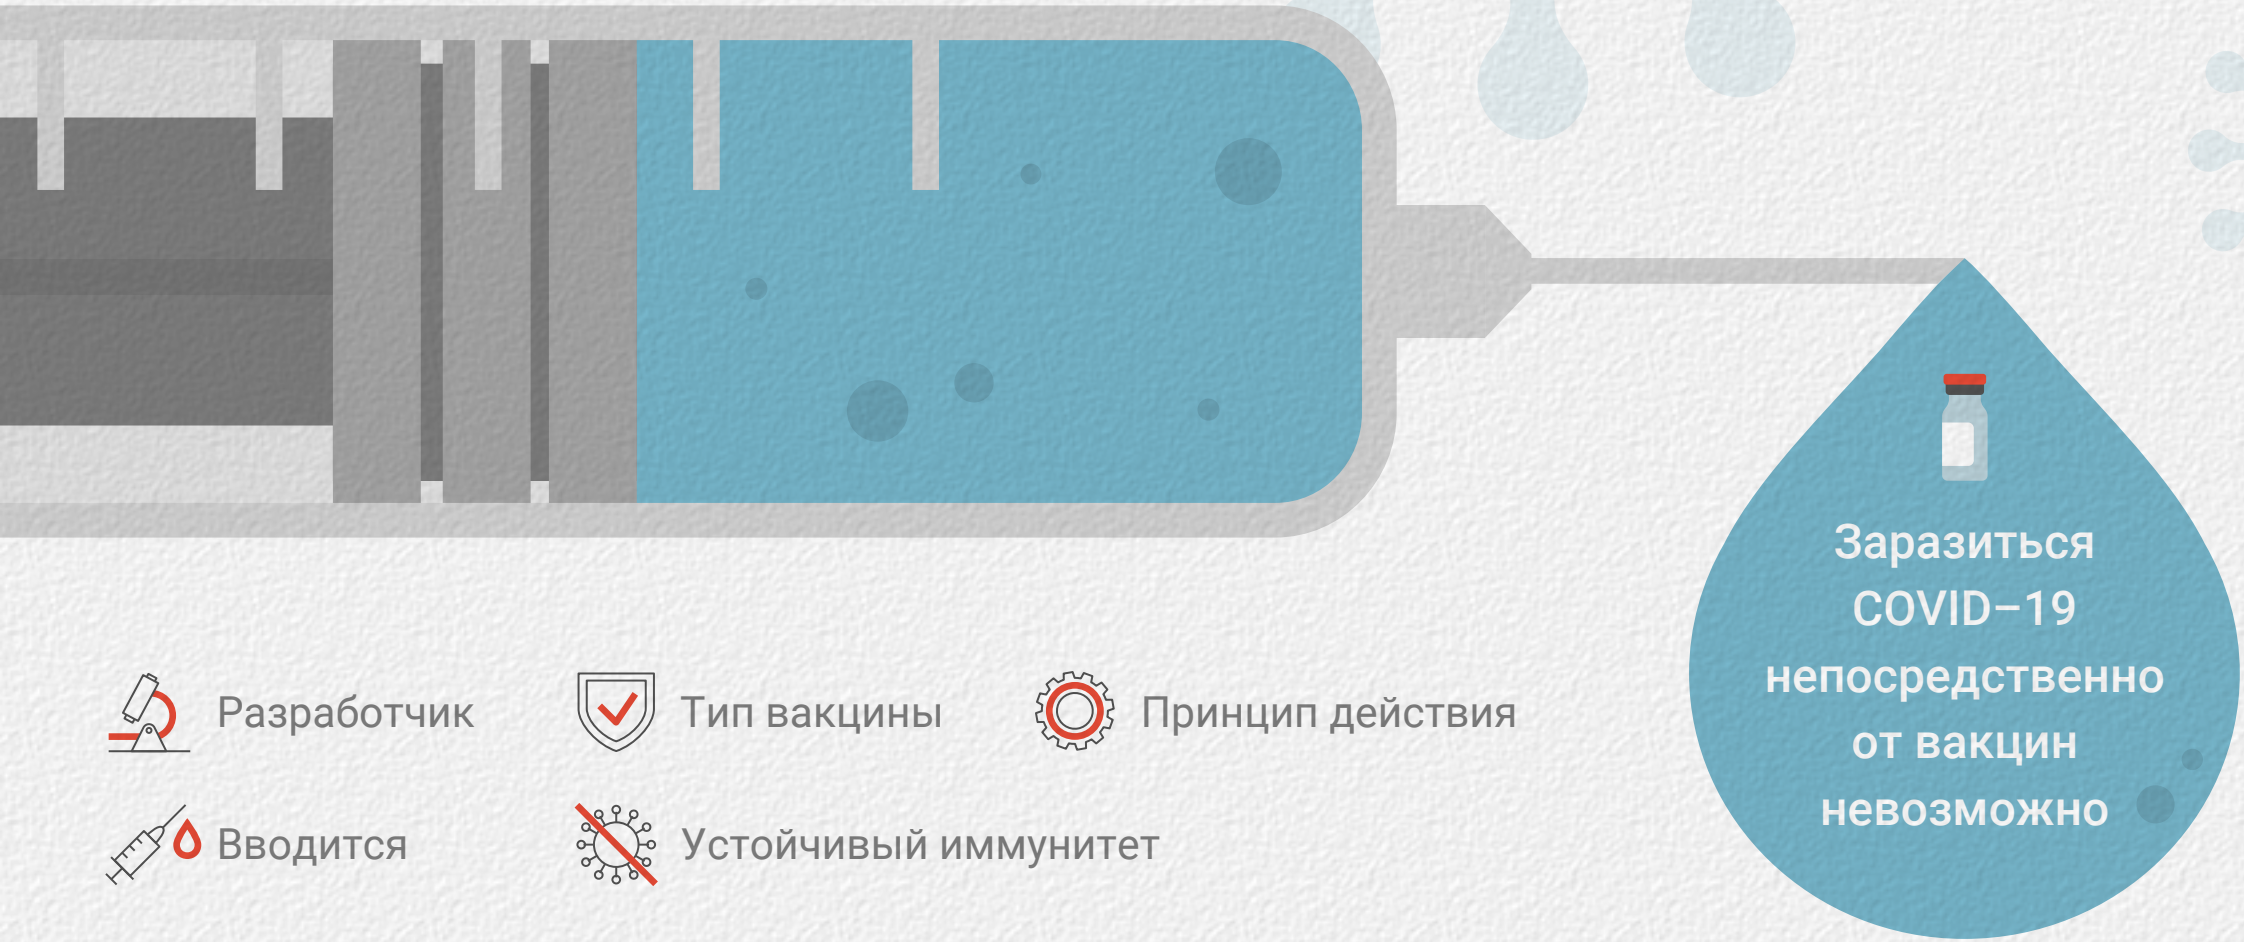 Заразиться
COVID–19
непосредственно
от вакцин
невозможно
Разработчик
Тип вакцины
Принцип действия
Вводится
Устойчивый иммунитет